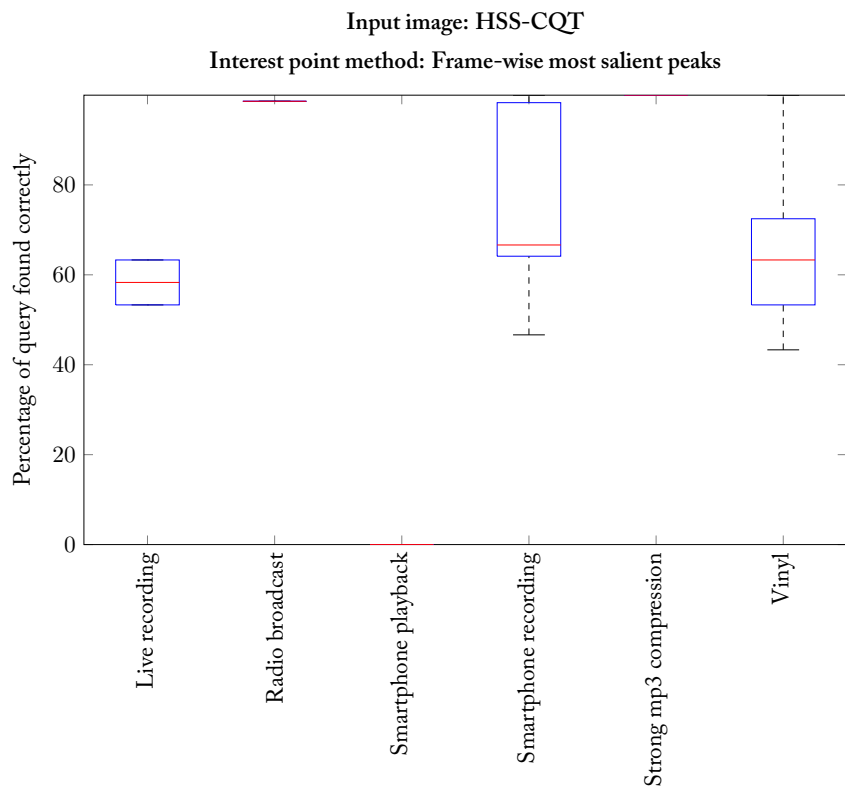 Input image: HSS-CQT
Interest point method: Frame-wise most salient peaks
Percentage of query found correctly
80
60
40
20
0
Live recording
Radio broadcast
Smartphone playback
Smartphone recording
Strong mp3 compression
Vinyl